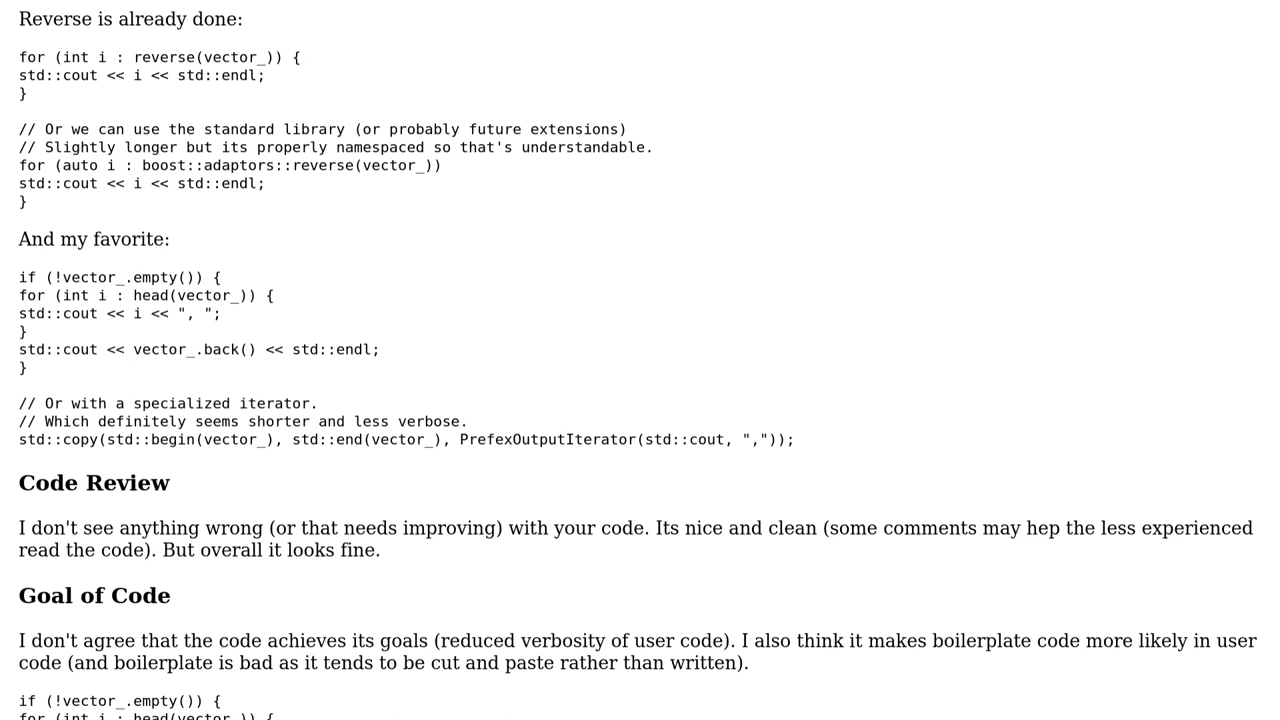 Reverse is already done:
for (int i : reverse(vector_)) {
std::cout << i << std::endl;
}
// Or we can use the standard library (or probably future extensions)
// Slightly longer but its properly namespaced so that's understandable.
for (auto i : boost::adaptors::reverse(vector_))
std::cout << i << std::endl;
}
And my favorite:
if (!vector_.empty()) {
for (int i : head(vector_)) {
std::cout << i << ", ";
}
std::cout << vector_.back() << std::endl;
}
// Or with a specialized iterator.
// Which definitely seems shorter and less verbose.
std::copy(std::begin(vector_), std::end(vector_), PrefexOutputIterator(std::cout, ","));
Code Review
I don't see anything wrong (or that needs improving) with your code. Its nice and clean (some comments may hep the less experienced
read the code). But overall it looks fine.
Goal of Code
I don't agree that the code achieves its goals (reduced verbosity of user code). I also think it makes boilerplate code more likely in user
code (and boilerplate is bad as it tends to be cut and paste rather than written).
if (!vector_.empty()) {
for (int i : head(vector_)) {